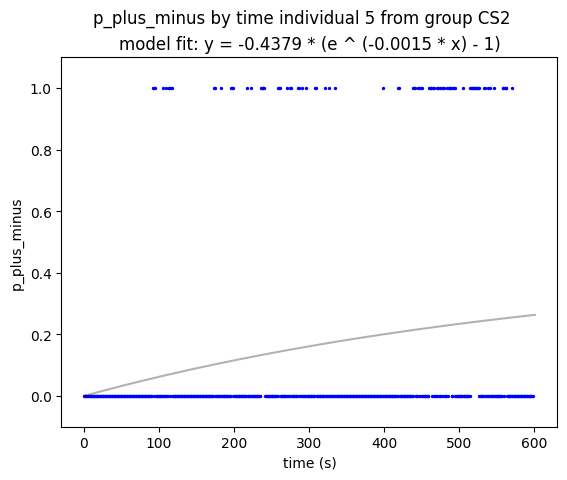 p_plus_minus by time individual 5 from group CS2
model fit: y = -0.4379 * (e ^ (-0.0015 * x) - 1)
1.0
0.8
0.6
0.4
0.2
0.0
p_plus_minus
0 100 200 300 400 500 600
time (s)